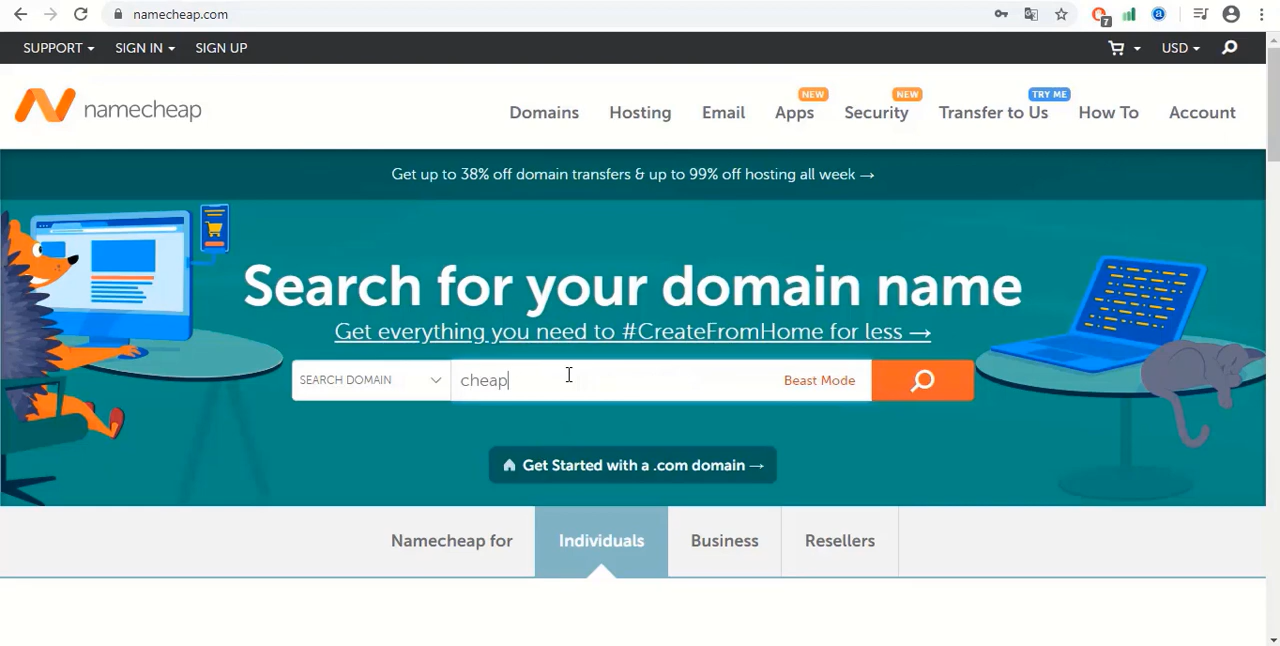 namecheap.com
7
SUPPORT SIGN IN SIGN UP USD
NEW NEW TRY ME
namecheap Domains Hosting Email Apps Security Transfer to Us How To Account
Get up to 38% off domain transfers & up to 99% off hosting all week →
Search for your domain name
Get everything you need to #CreateFromHome for less →
SEARCH DOMAIN cheap Beast Mode
Get Started with a .com domain →
Namecheap for Individuals Business Resellers